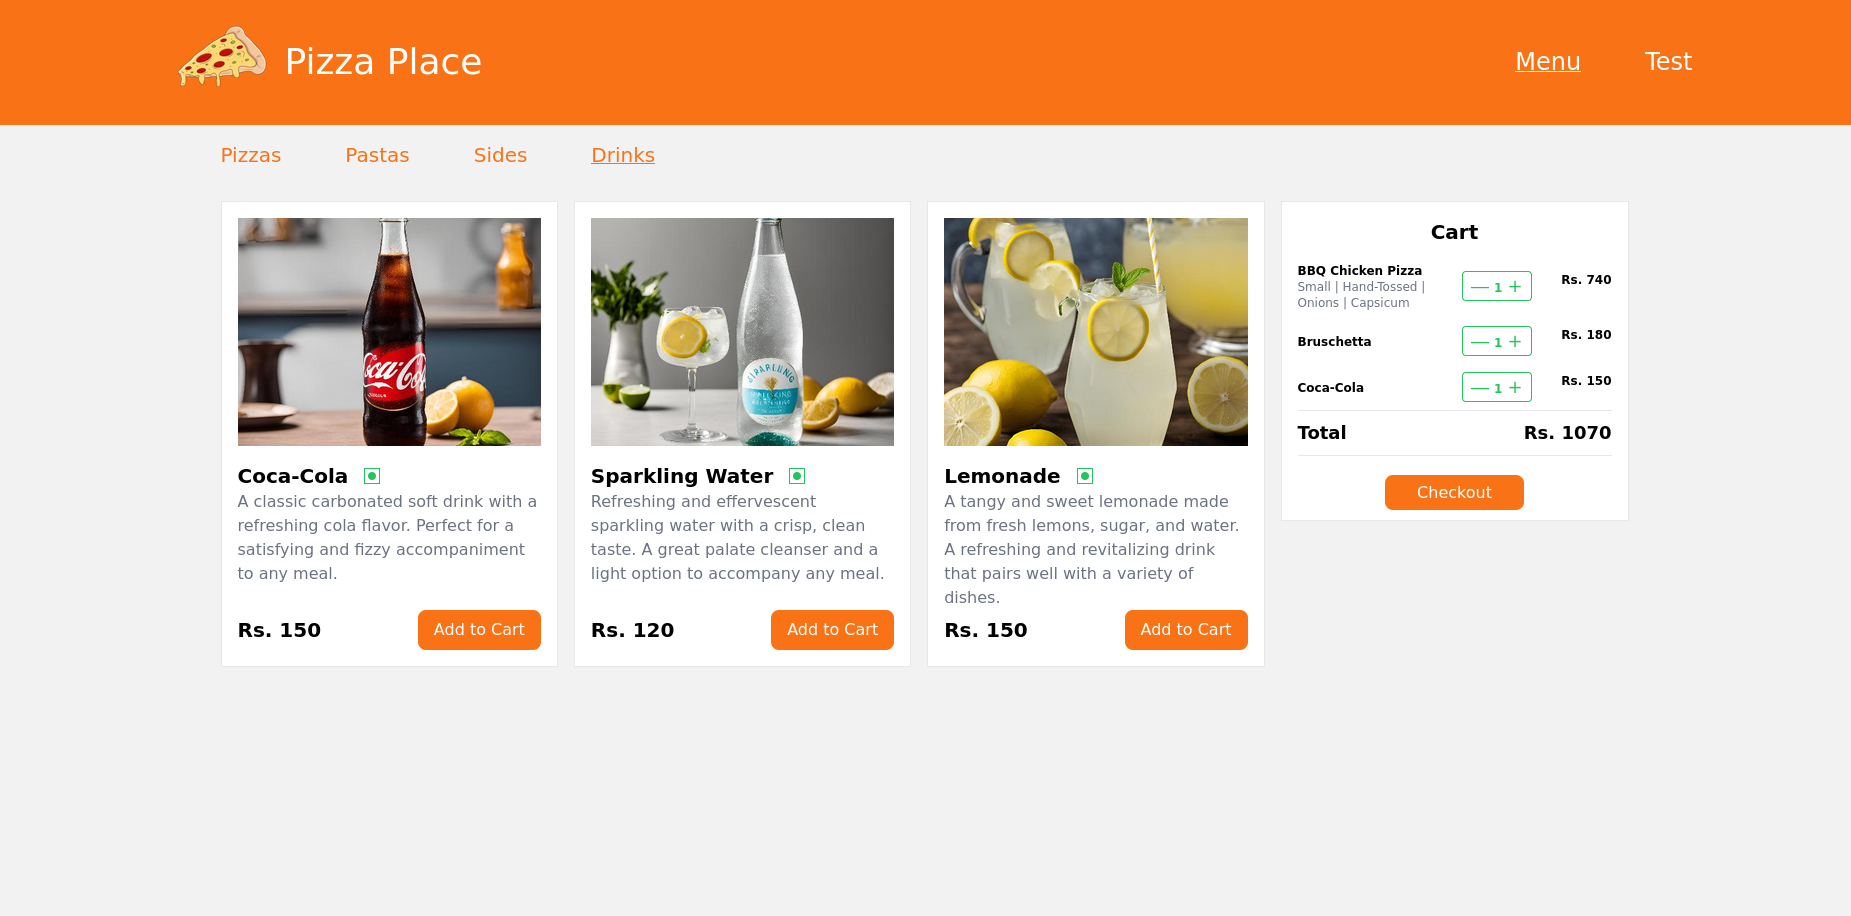 Pizza Place
Menu
Test
Pizzas
Pastas
Sides
Drinks
Coca-Cola
A classic carbonated soft drink with a
refreshing cola flavor. Perfect for a
satisfying and fizzy accompaniment
to any meal.
Rs. 150
Add to Cart
Sparkling Water
Refreshing and effervescent
sparkling water with a crisp, clean
taste. A great palate cleanser and a
light option to accompany any meal.
Rs. 120
Add to Cart
Lemonade
A tangy and sweet lemonade made
from fresh lemons, sugar, and water.
A refreshing and revitalizing drink
that pairs well with a variety of
dishes.
Rs. 150
Add to Cart
Cart
BBQ Chicken Pizza
Small | Hand-Tossed |
Onions | Capsicum
— 1 +
Rs. 740
Bruschetta
— 1 +
Rs. 180
Coca-Cola
— 1 +
Rs. 150
Total
Rs. 1070
Checkout